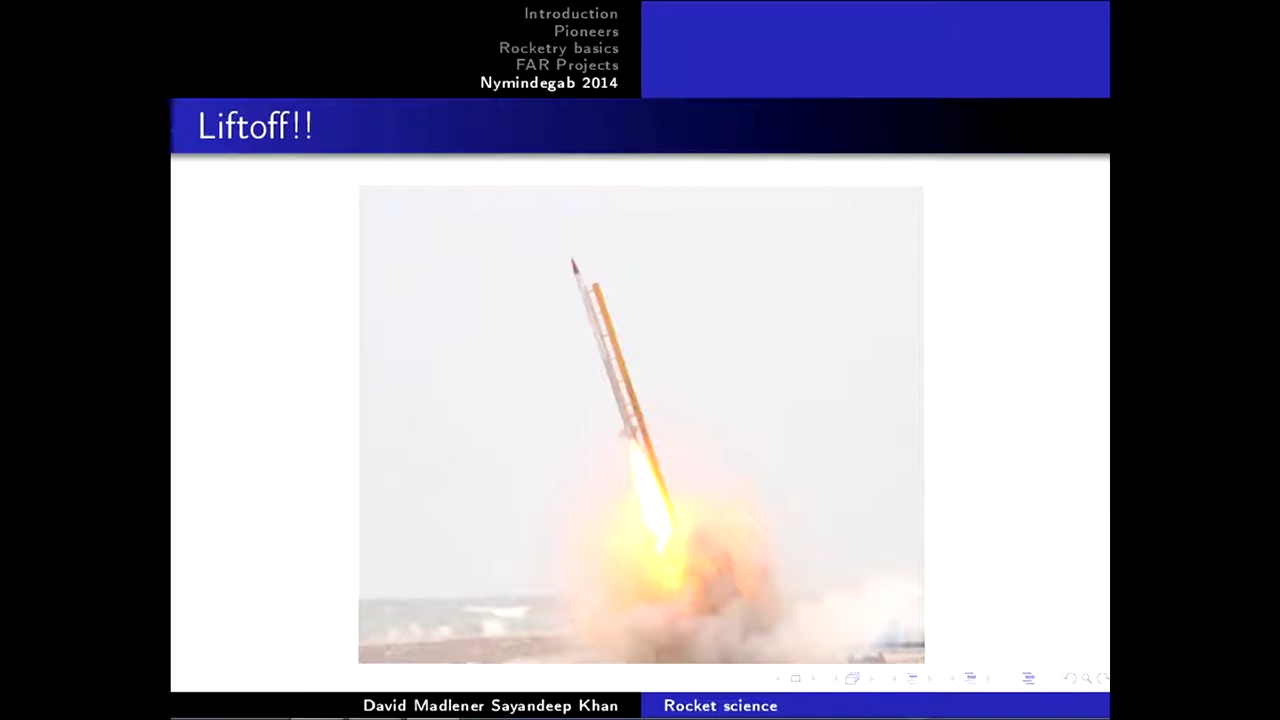 Introduction
Pioneers
Rocketry basics
FAR Projects
Nymindegab 2014
Liftoff!!
David Madlener Sayandeep Khan
Rocket science